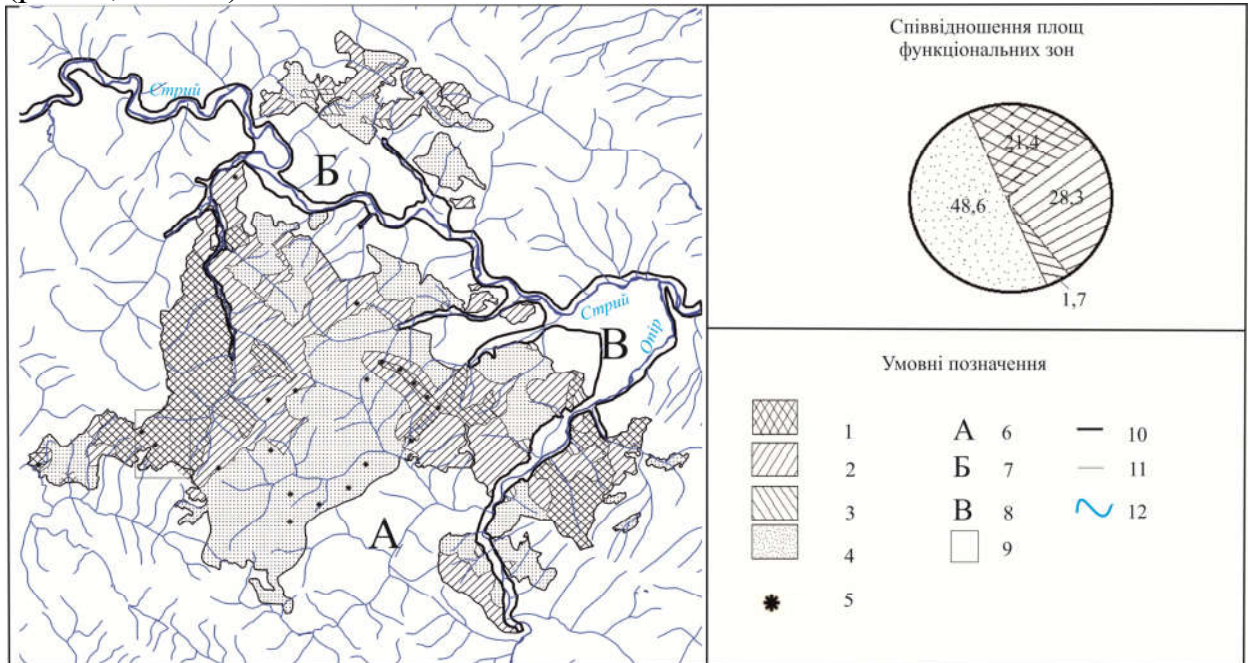 Стрий
Б
Стрий
В
Опір
А
Співвідношення площ
функціональних зон
21,4
48,6
28,3
1,7
Умовні позначення
1
А 6
10
2
Б 7
11
3
В 8
12
4
9
5